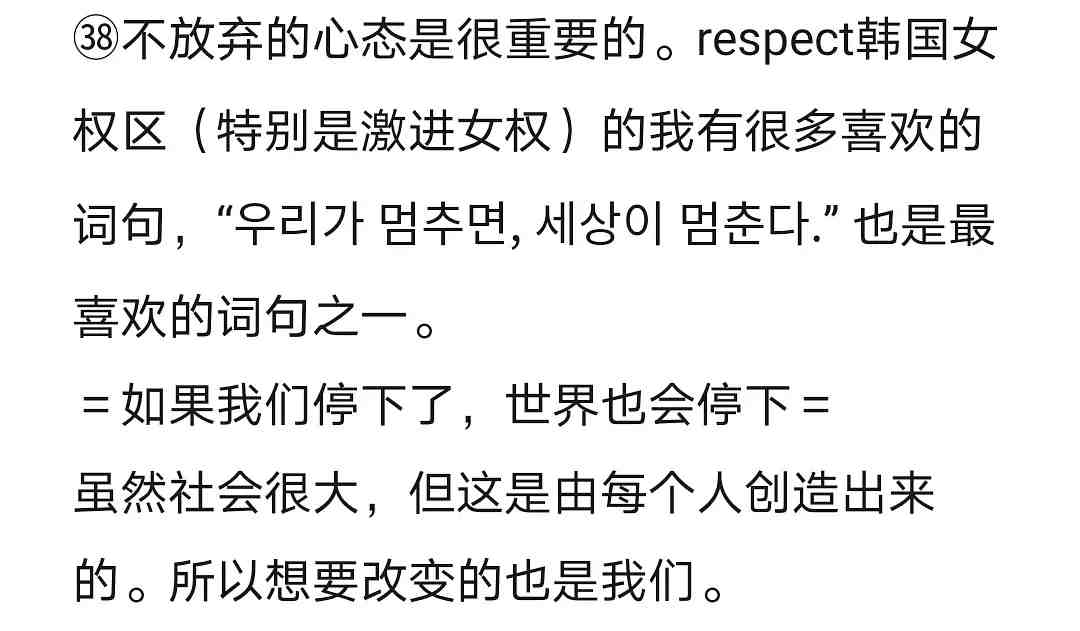 ㊳不放弃的心态是很重要的。respect韩国女
权区（特别是激进女权）的我有很多喜欢的
词句，“우리가 멈추면, 세상이 멈춘다.” 也是最
喜欢的词句之一。
＝如果我们停下了，世界也会停下＝
虽然社会很大，但这是由每个人创造出来
的。所以想要改变的也是我们。